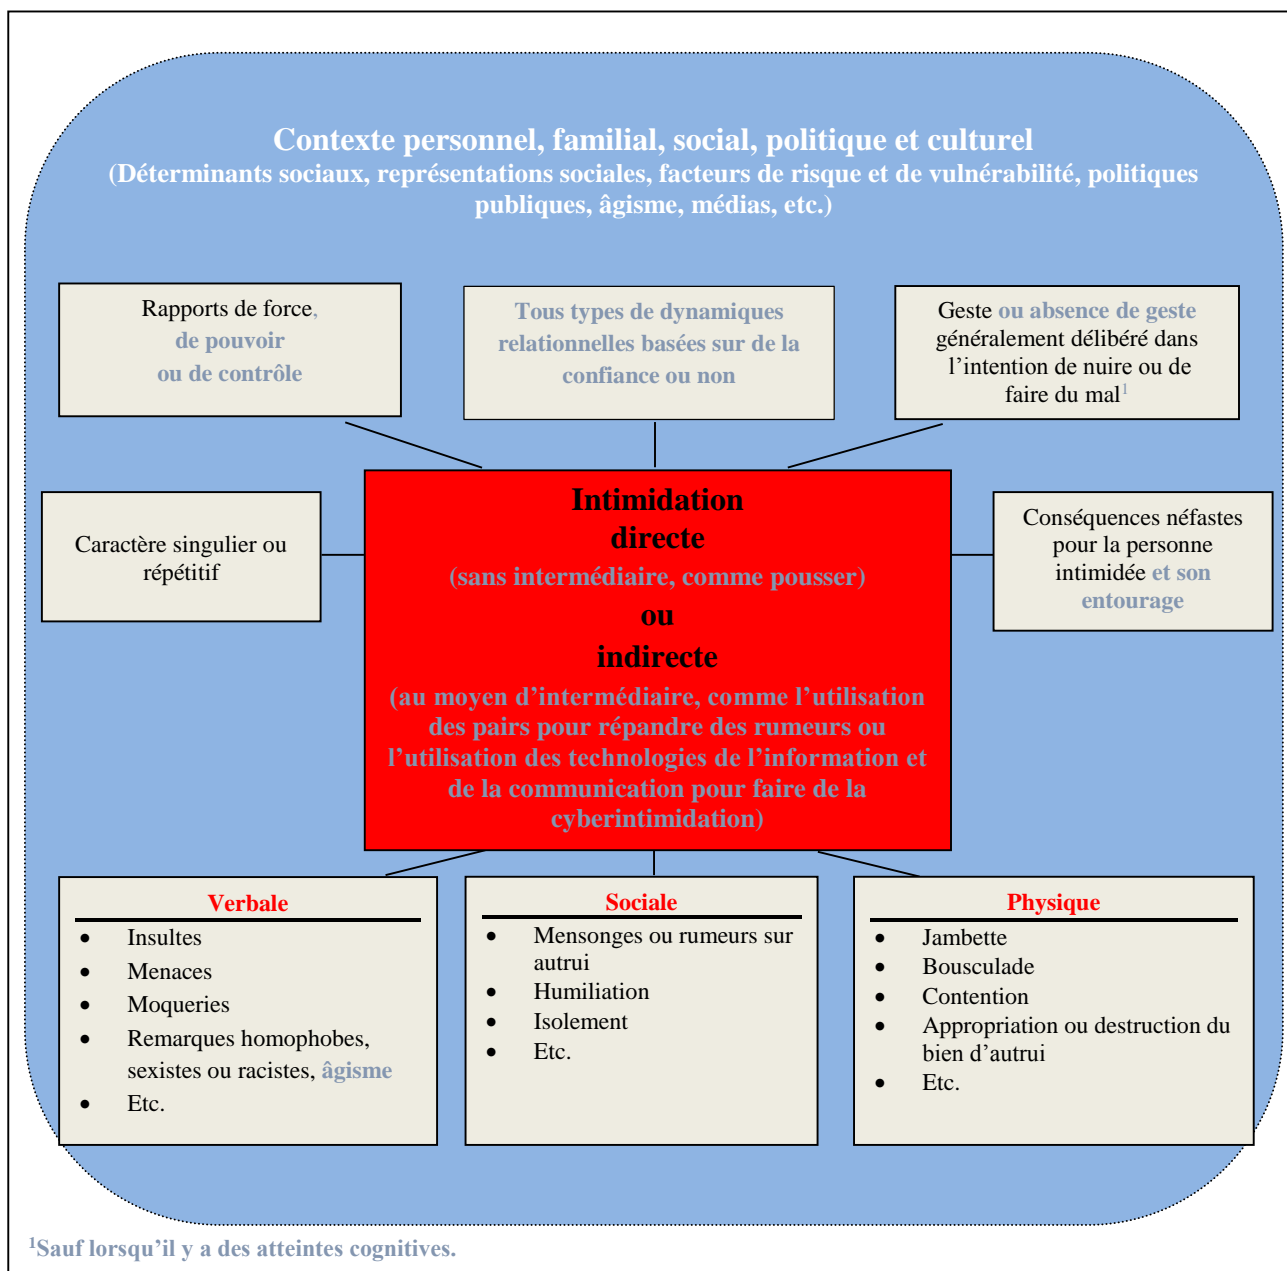 Contexte personnel, familial, social, politique et culturel
(Déterminants sociaux, représentations sociales, facteurs de risque et de vulnérabilité, politiques
publiques, âgisme, médias, etc.)
Rapports de force,
de pouvoir
ou de contrôle
Tous types de dynamiques
relationnelles basées sur de la
confiance ou non
Geste ou absence de geste
généralement délibéré dans
l’intention de nuire ou de
faire du mal¹
Caractère singulier ou
répétitif
Intimidation
directe
(sans intermédiaire, comme pousser)
ou
indirecte
(au moyen d’intermédiaire, comme l’utilisation
des pairs pour répandre des rumeurs ou
l’utilisation des technologies de l’information et
de la communication pour faire de la
cyberintimidation)
Conséquences néfastes
pour la personne
intimidée et son
entourage
Verbale
• Insultes
• Menaces
• Moqueries
• Remarques homophobes,
sexistes ou racistes, âgisme
• Etc.
Sociale
• Mensonges ou rumeurs sur
autrui
• Humiliation
• Isolement
• Etc.
Physique
• Jambette
• Bousculade
• Contention
• Appropriation ou destruction du
bien d’autrui
• Etc.
¹Sauf lorsqu’il y a des atteintes cognitives.